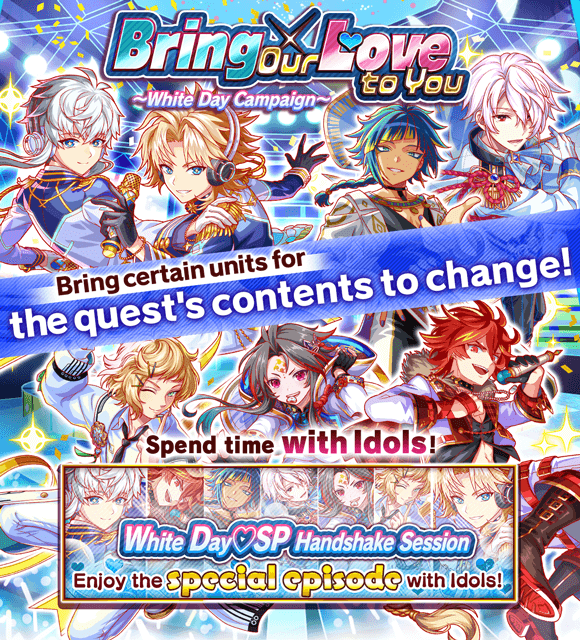 Bring Our Love
to You
~White Day Campaign~
Bring certain units for
the quest's contents to change!
Spend time with Idols!
White Day♡SP Handshake Session
Enjoy the special episode with Idols!